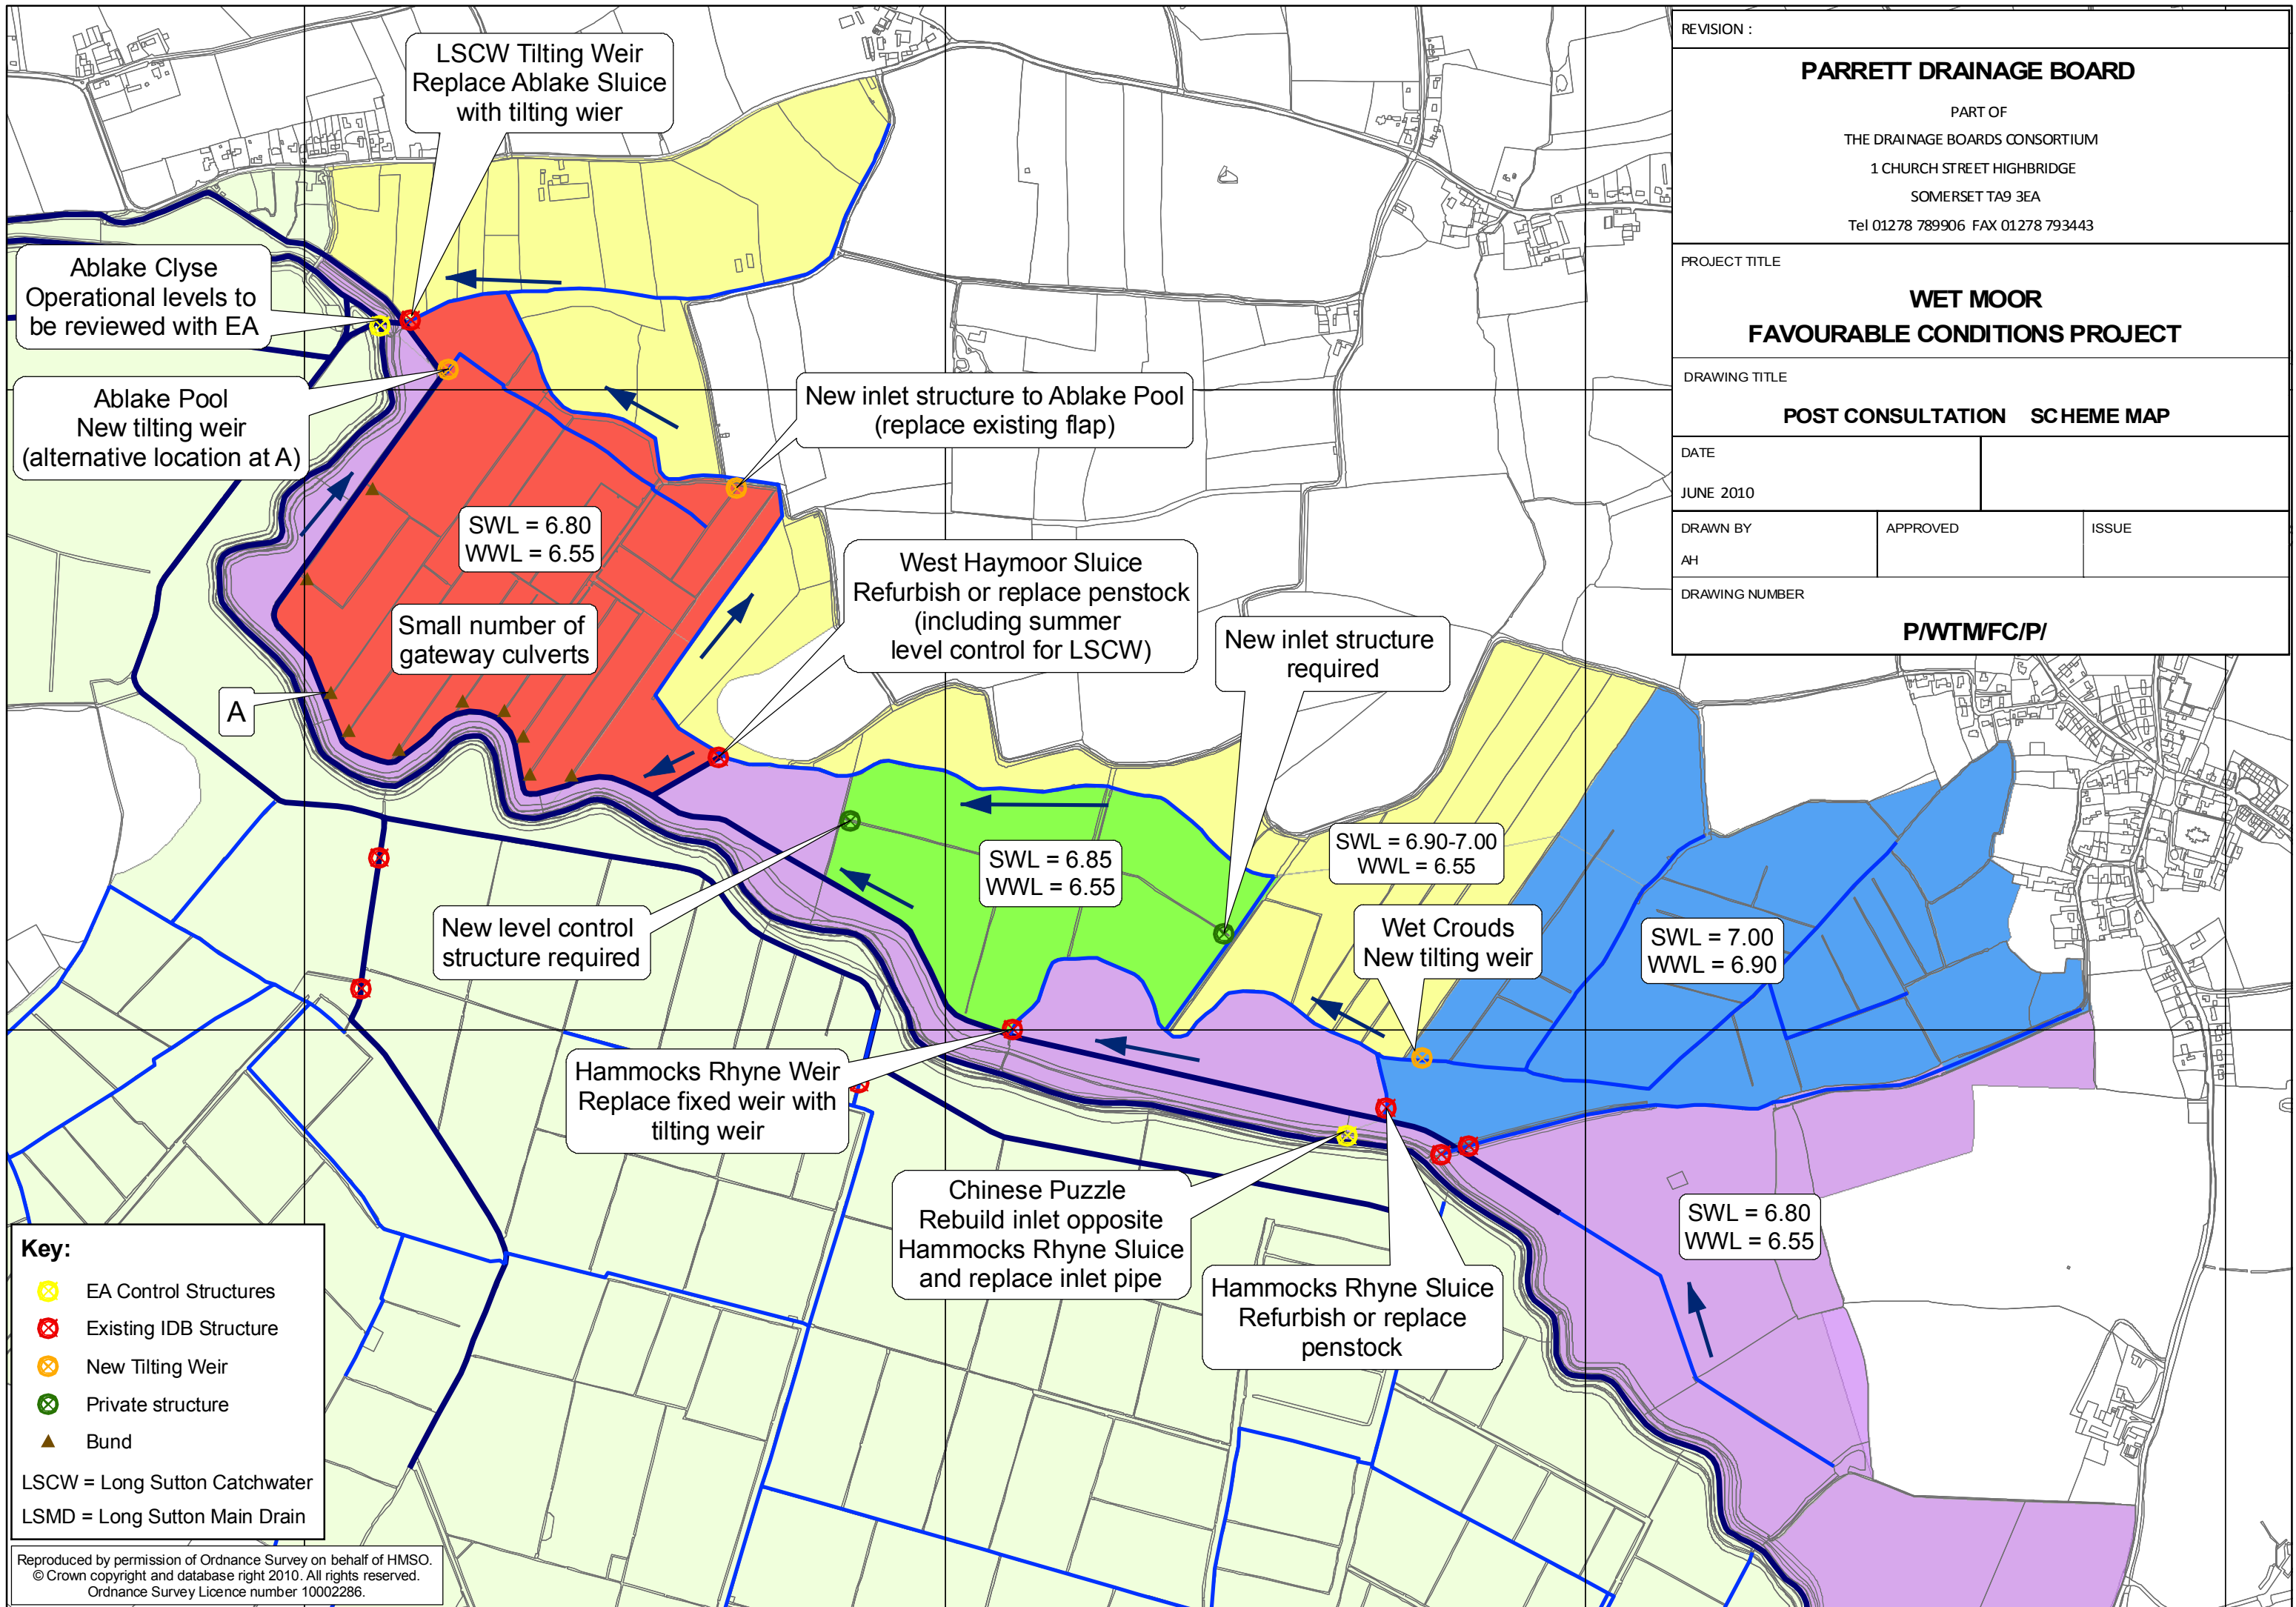 LSCW Tilting Weir
Replace Ablake Sluice
with tilting wier
Ablake Clyse
Operational levels to
be reviewed with EA
Ablake Pool
New tilting weir
(alternative location at A)
New inlet structure to Ablake Pool
(replace existing flap)
SWL = 6.80
WWL = 6.55
West Haymoor Sluice
Refurbish or replace penstock
(including summer
level control for LSCW)
Small number of
gateway culverts
New inlet structure
required
A
SWL = 6.85
WWL = 6.55
SWL = 6.90-7.00
WWL = 6.55
New level control
structure required
Wet Crouds
New tilting weir
SWL = 7.00
WWL = 6.90
Hammocks Rhyne Weir
Replace fixed weir with
tilting weir
Chinese Puzzle
Rebuild inlet opposite
Hammocks Rhyne Sluice
and replace inlet pipe
Hammocks Rhyne Sluice
Refurbish or replace
penstock
SWL = 6.80
WWL = 6.55
REVISION :
PARRETT DRAINAGE BOARD
PART OF
THE DRAINAGE BOARDS CONSORTIUM
1 CHURCH STREET HIGHBRIDGE
SOMERSET TA9 3EA
Tel 01278 789906 FAX 01278 793443
PROJECT TITLE
WET MOOR
FAVOURABLE CONDITIONS PROJECT
DRAWING TITLE
POST CONSULTATION SCHEME MAP
DATE
JUNE 2010
DRAWN BY
AH
APPROVED
ISSUE
DRAWING NUMBER
P/WTM/FC/P/
Key:
EA Control Structures
Existing IDB Structure
New Tilting Weir
Private structure
Bund
LSCW = Long Sutton Catchwater
LSMD = Long Sutton Main Drain
Reproduced by permission of Ordnance Survey on behalf of HMSO.
© Crown copyright and database right 2010. All rights reserved.
Ordnance Survey Licence number 10002286.